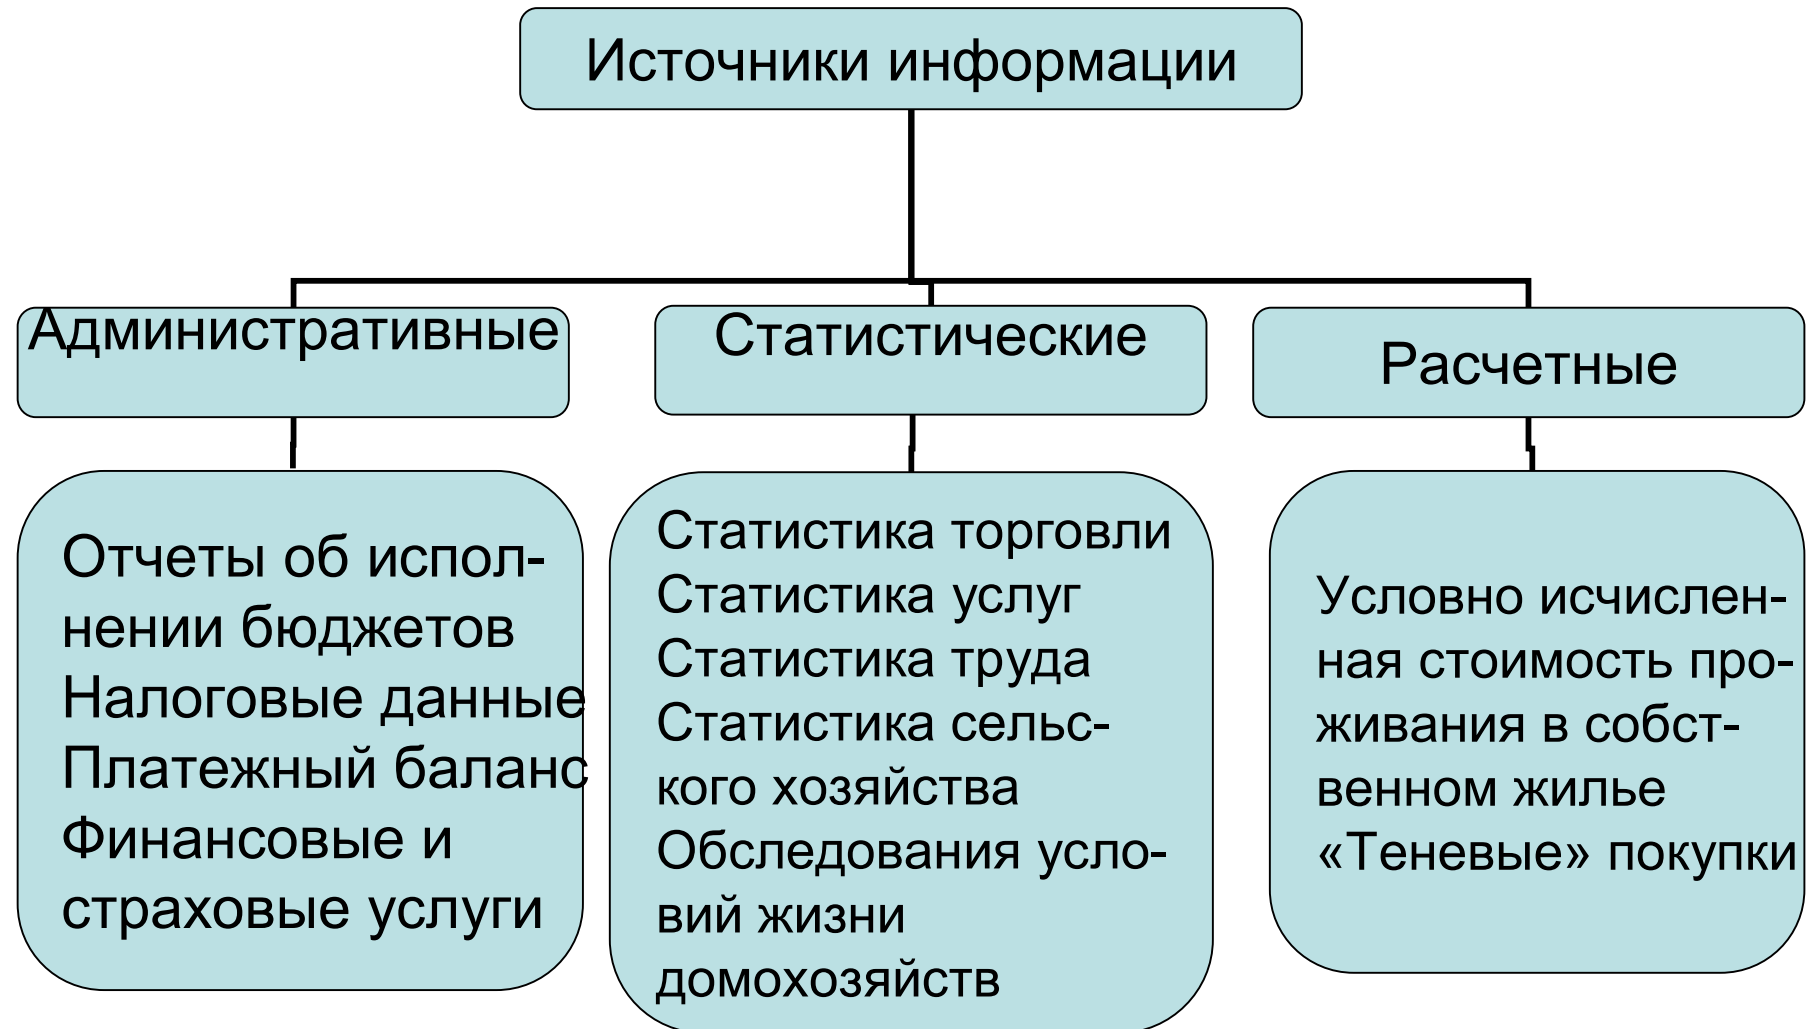 Источники информации
Административные
Статистические
Расчетные
Отчеты об испол-
нении бюджетов
Налоговые данные
Платежный баланс
Финансовые и
страховые услуги
Статистика торговли
Статистика услуг
Статистика труда
Статистика сельс-
кого хозяйства
Обследования усло-
вий жизни
домохозяйств
Условно исчислен-
ная стоимость про-
живания в собст-
венном жилье
«Теневые» покупки